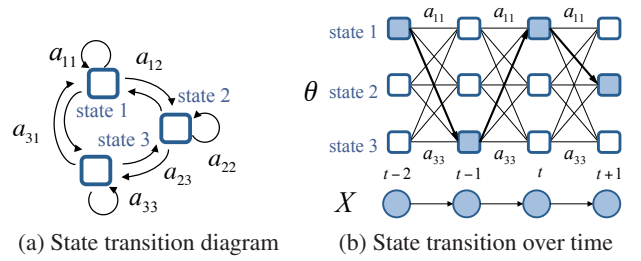 a₁₁
a₁₂
state 1
state 2
a₃₁
state 3
a₂₃
a₂₂
a₃₃
(a) State transition diagram
a₁₁ a₁₁ a₁₁
state 1
θ state 2
state 3
a₃₃ a₃₃ a₃₃
t−2 t−1 t t+1
X
(b) State transition over time